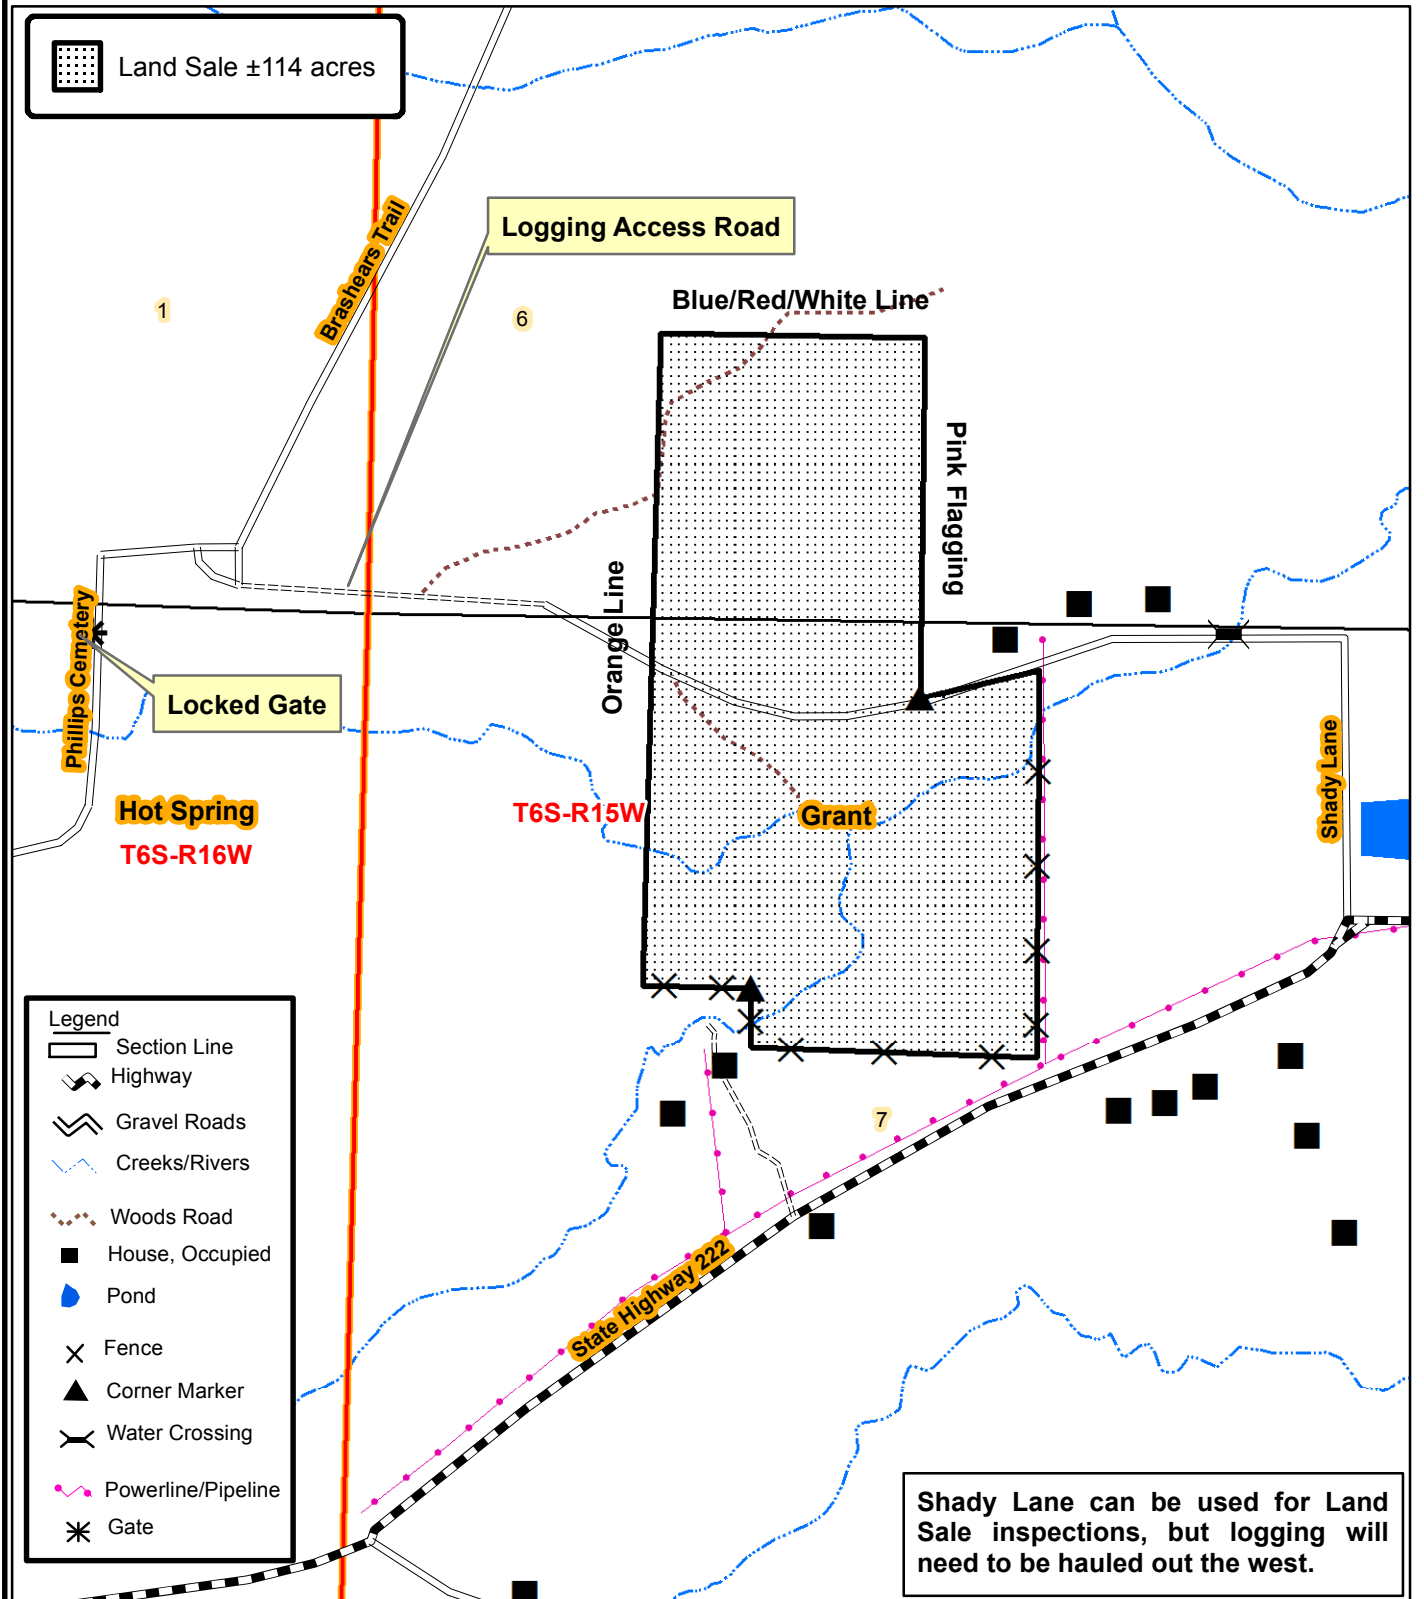 Land Sale ±114 acres
Brashears Trail
Logging Access Road
1
6
Blue/Red/White Line
Pink Flagging
Orange Line
Phillips Cemetery
Locked Gate
Shady Lane
Hot Spring
T6S-R16W
T6S-R15W
Grant
7
State Highway 222
Legend
Section Line
Highway
Gravel Roads
Creeks/Rivers
Woods Road
House, Occupied
Pond
Fence
Corner Marker
Water Crossing
Powerline/Pipeline
Gate
Shady Lane can be used for Land
Sale inspections, but logging will
need to be hauled out the west.